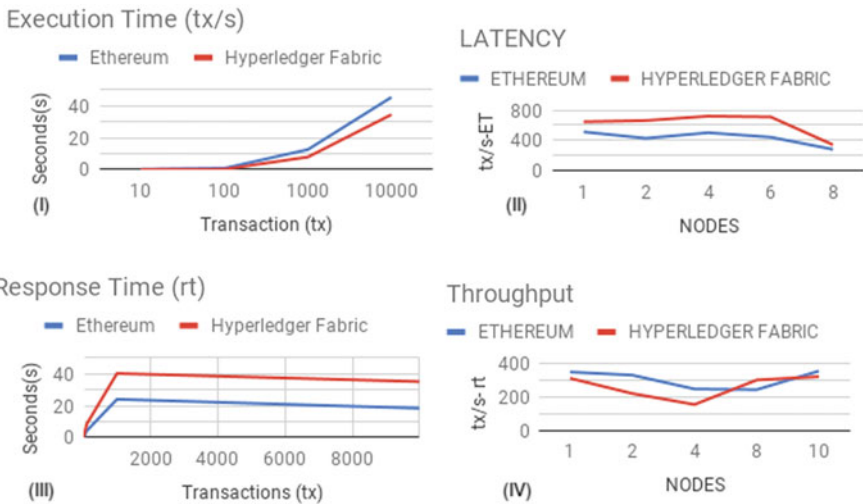 Execution Time (tx/s)
Ethereum Hyperledger Fabric
Seconds(s)
40
20
0
10 100 1000 10000
Transaction (tx)
(I)
LATENCY
ETHEREUM HYPERLEDGER FABRIC
tx/s-ET
800
400
0
1 2 4 6 8
NODES
(II)
Response Time (rt)
Ethereum Hyperledger Fabric
Seconds(s)
40
20
0
2000 4000 6000 8000
Transactions (tx)
(III)
Throughput
ETHEREUM HYPERLEDGER FABRIC
tx/s- rt
400
200
0
1 2 4 8 10
NODES
(IV)